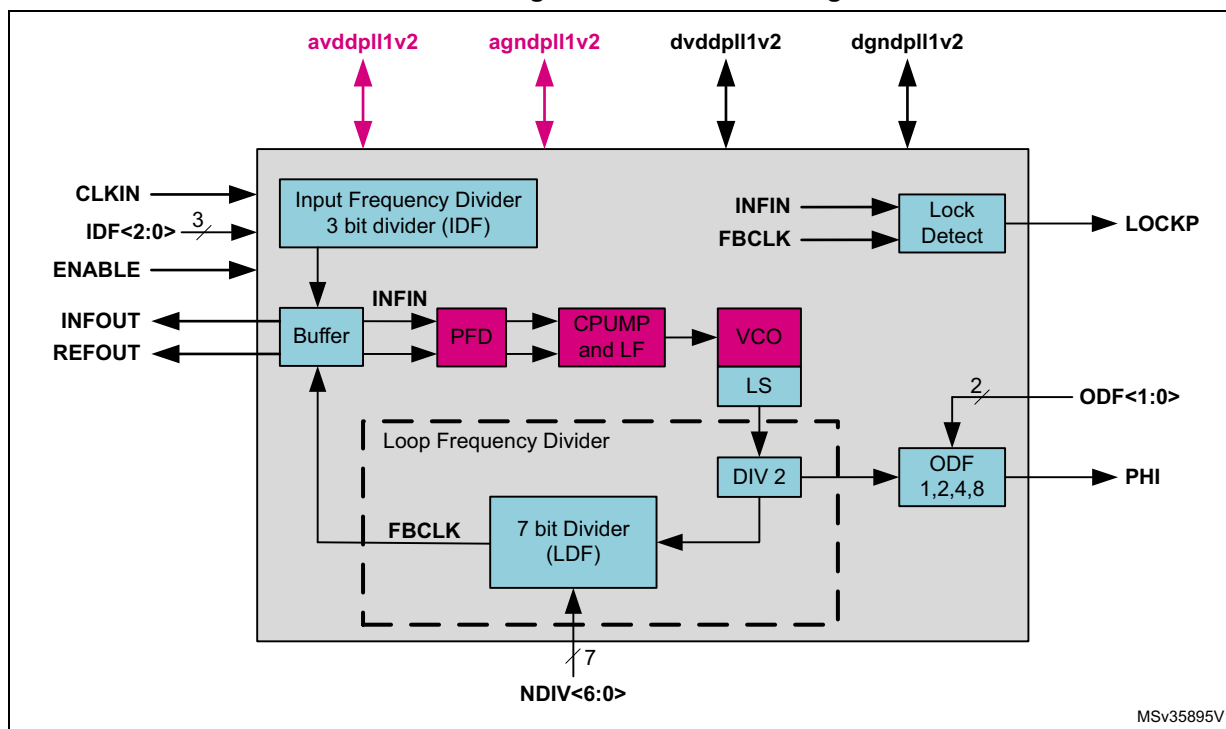 avddpll1v2 agndpll1v2 dvddpll1v2 dgndpll1v2
CLKIN
IDF<2:0>
3
ENABLE
INFOUT
REFOUT
Input Frequency Divider
3 bit divider (IDF)
INFIN
FBCLK
Lock
Detect
LOCKP
Buffer
INFIN
PFD
CPUMP
and LF
VCO
LS
2
ODF<1:0>
Loop Frequency Divider
DIV 2
ODF
1,2,4,8
PHI
FBCLK
7 bit Divider
(LDF)
7
NDIV<6:0>
MSv35895V